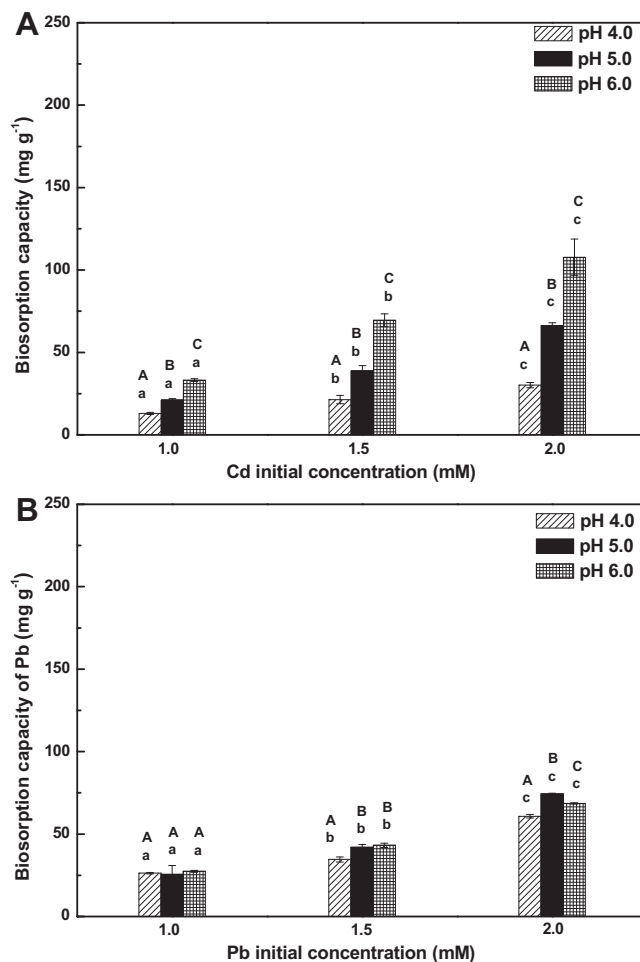 A
250
200
150
100
50
0
Biosorption capacity (mg g⁻¹)
pH 4.0
pH 5.0
pH 6.0
A a
B a
C a
A b
B b
C b
A c
B c
C c
1.0 1.5 2.0
Cd initial concentration (mM)
B
250
200
150
100
50
0
Biosorption capacity of Pb (mg g⁻¹)
pH 4.0
pH 5.0
pH 6.0
A a
A a
A a
A b
B b
B b
A c
B c
C c
1.0 1.5 2.0
Pb initial concentration (mM)